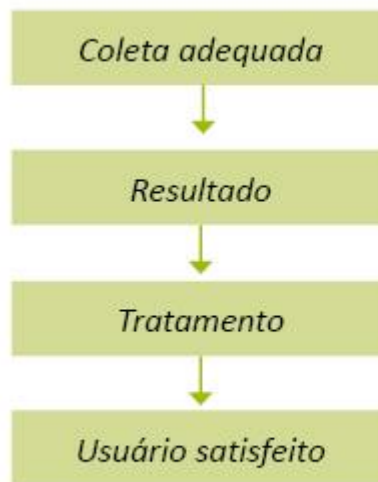 Coleta adequada
Resultado
Tratamento
Usuário satisfeito